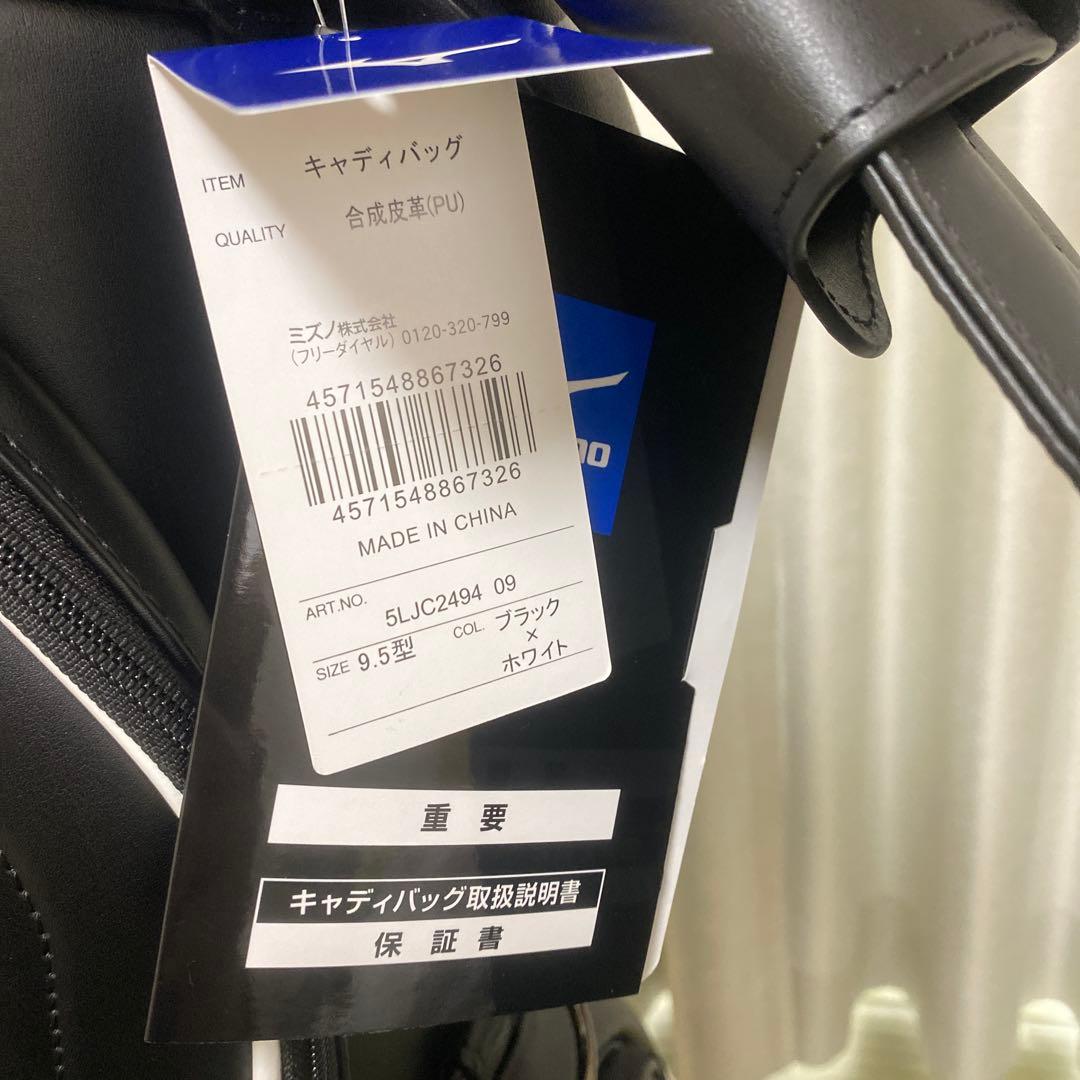 ITEM キャディバッグ
QUALITY 合成皮革(PU)
ミズノ株式会社
(フリーダイヤル) 0120-320-799
4571548867326
4571548867326
MADE IN CHINA
ART.NO. 5LJC2494 09
SIZE 9.5型 COL. ブラック
×
ホワイト
重 要
キャディバッグ取扱説明書
保 証 書